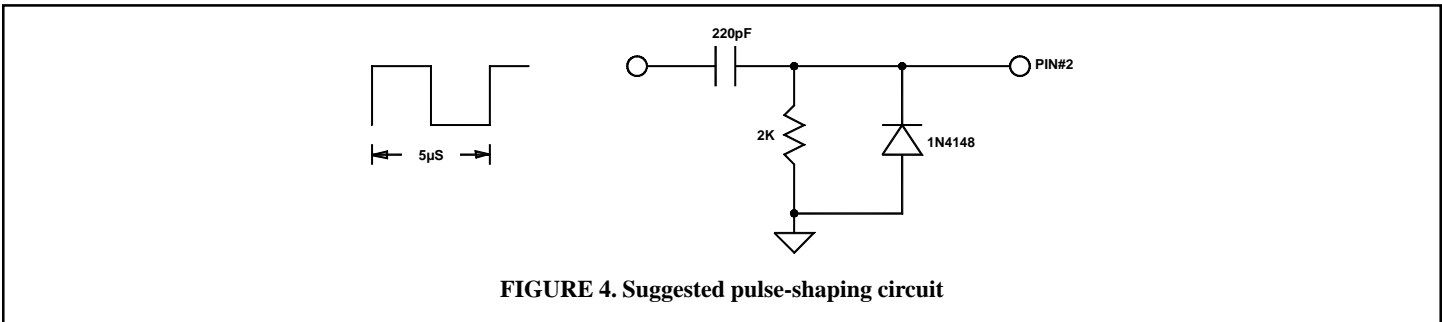 220pF
PIN#2
2K
1N4148
5µS
FIGURE 4. Suggested pulse-shaping circuit